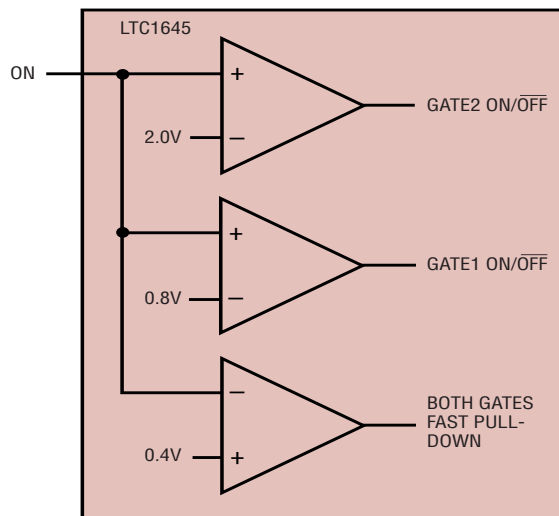 LTC1645
ON
+
GATE2 ON/OFF
2.0V
–
+
GATE1 ON/OFF
0.8V
–
–
BOTH GATES
FAST PULL-
DOWN
0.4V
+